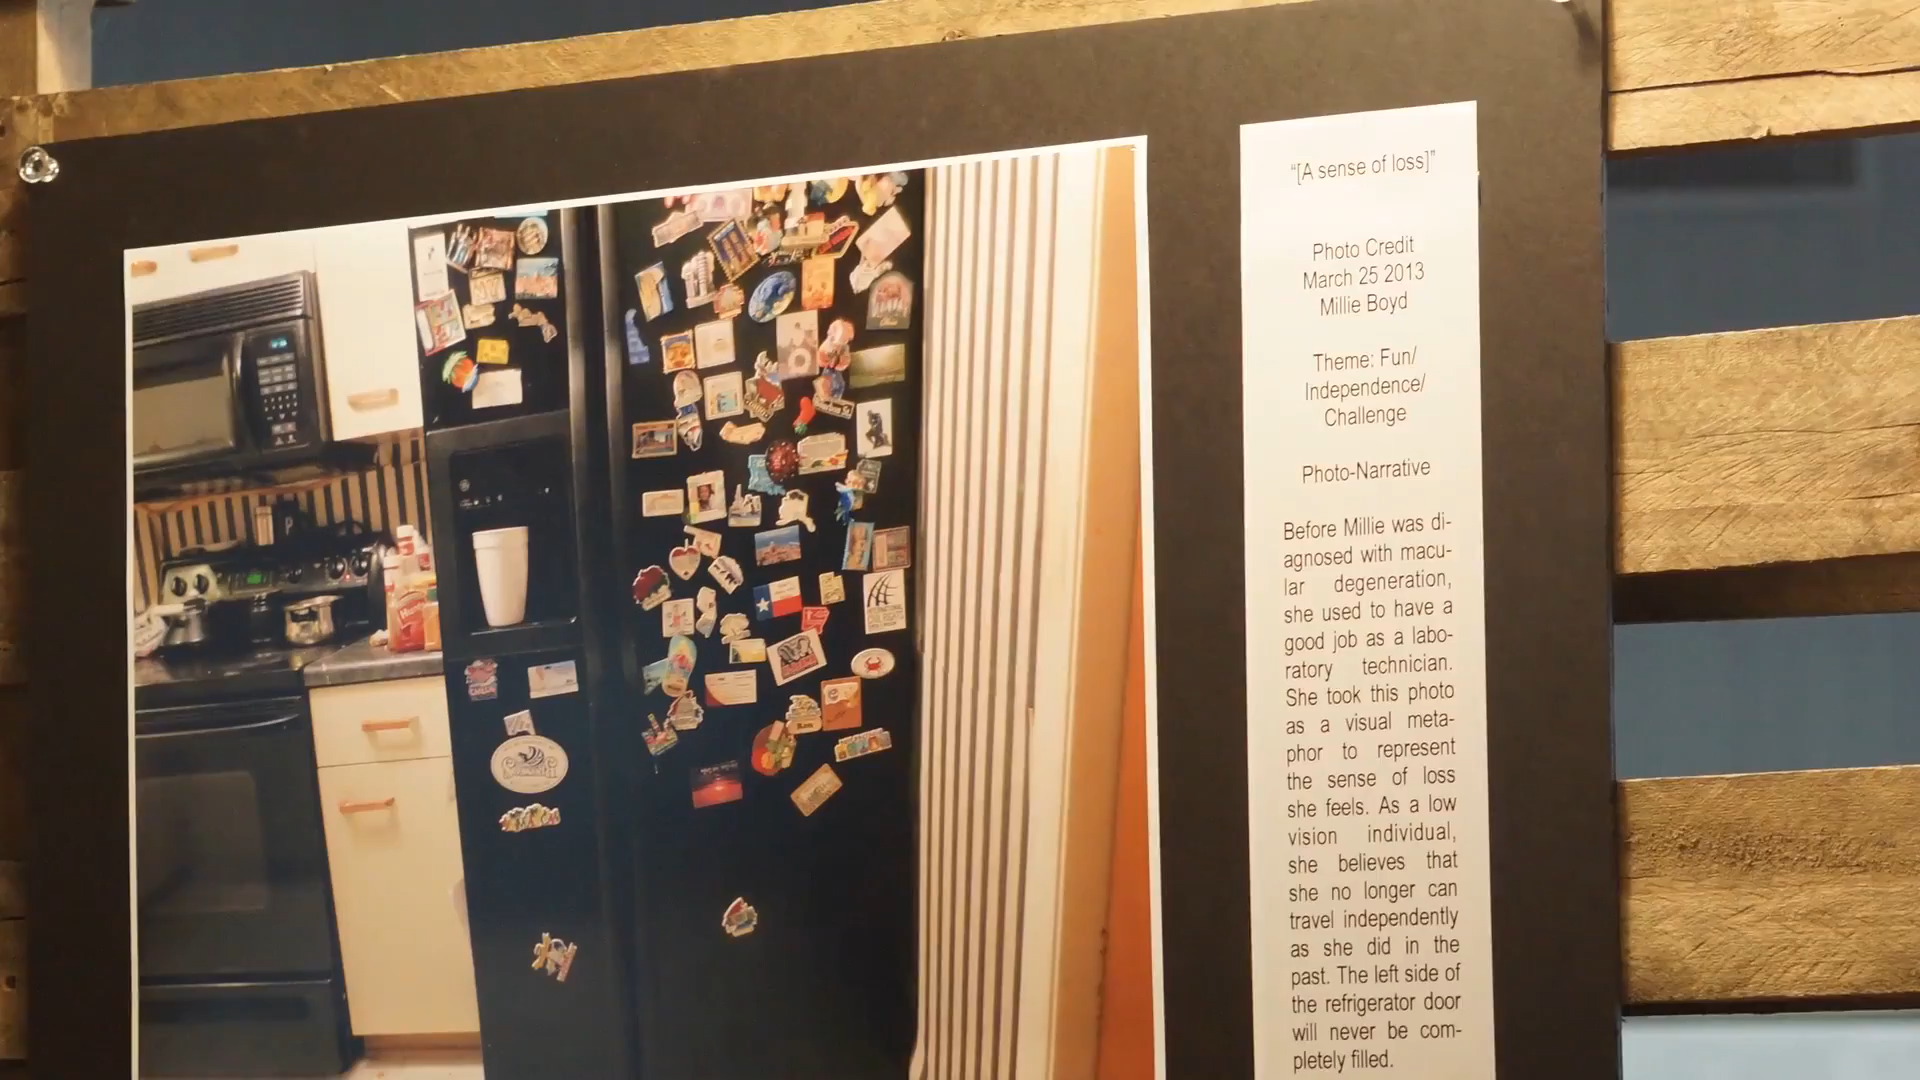 "[A sense of loss]"
Photo Credit
March 25 2013
Millie Boyd
Theme: Fun/
Independence/
Challenge
Photo-Narrative
Before Millie was di-
agnosed with macu-
lar degeneration,
she used to have a
good job as a labo-
ratory technician.
She took this photo
as a visual meta-
phor to represent
the sense of loss
she feels. As a low
vision individual,
she believes that
she no longer can
travel independently
as she did in the
past. The left side of
the refrigerator door
will never be com-
pletely filled.